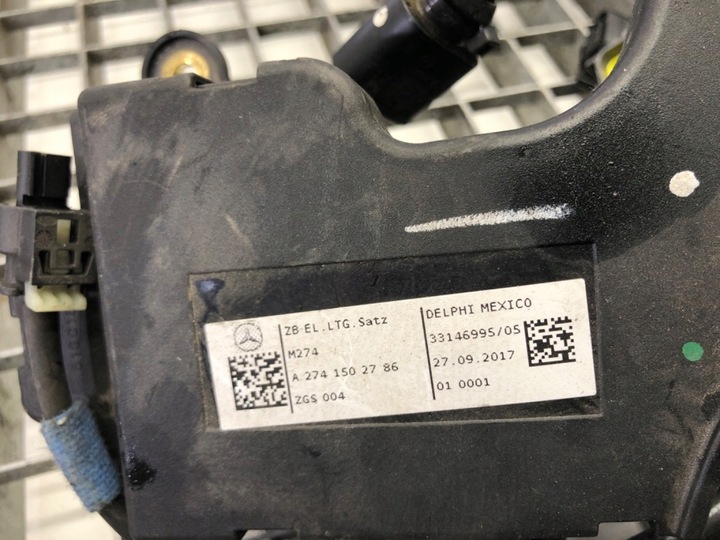 ZB-EL.LTG.Satz
M274
A 274 150 27 86
ZGS 004
DELPHI MEXICO
33146995/05
27.09.2017
01 0001